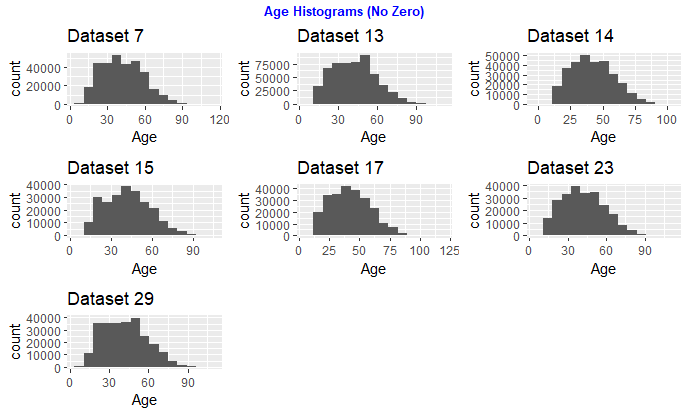 Age Histograms (No Zero)
Dataset 7
count
40000
20000
0
0 30 60 90 120
Age
Dataset 13
count
75000
50000
25000
0
0 30 60 90
Age
Dataset 14
count
50000
40000
30000
20000
10000
0
0 25 50 75 100
Age
Dataset 15
count
40000
30000
20000
10000
0
0 30 60 90
Age
Dataset 17
count
40000
30000
20000
10000
0
0 25 50 75 100 125
Age
Dataset 23
count
40000
30000
20000
10000
0
0 30 60 90
Age
Dataset 29
count
40000
30000
20000
10000
0
0 30 60 90
Age